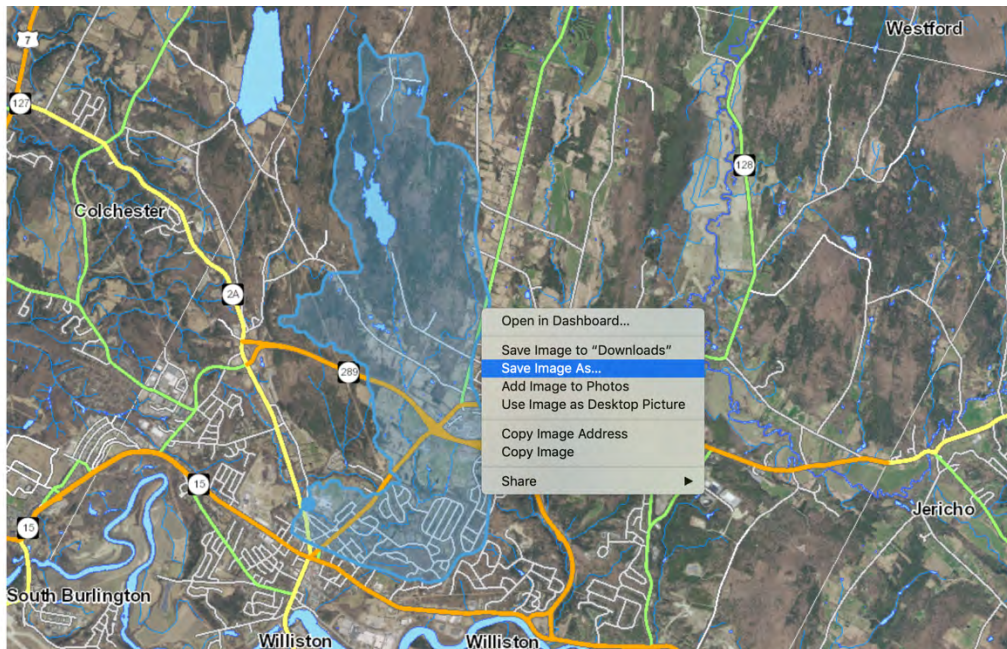 Westford
7
127
128
Colchester
2A
Open in Dashboard...
Save Image to “Downloads”
289
Save Image As...
Add Image to Photos
Use Image as Desktop Picture
Copy Image Address
Copy Image
15
Share
Jericho
15
South Burlington
Williston
Williston